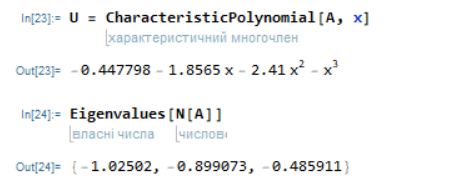 In[23]:= U = CharacteristicPolynomial[A, x]
характеристичний многочлен
Out[23]= -0.447798 - 1.8565 x - 2.41 x² - x³
In[24]:= Eigenvalues[N[A]]
власні числа числове
Out[24]= {-1.02502, -0.899073, -0.485911}